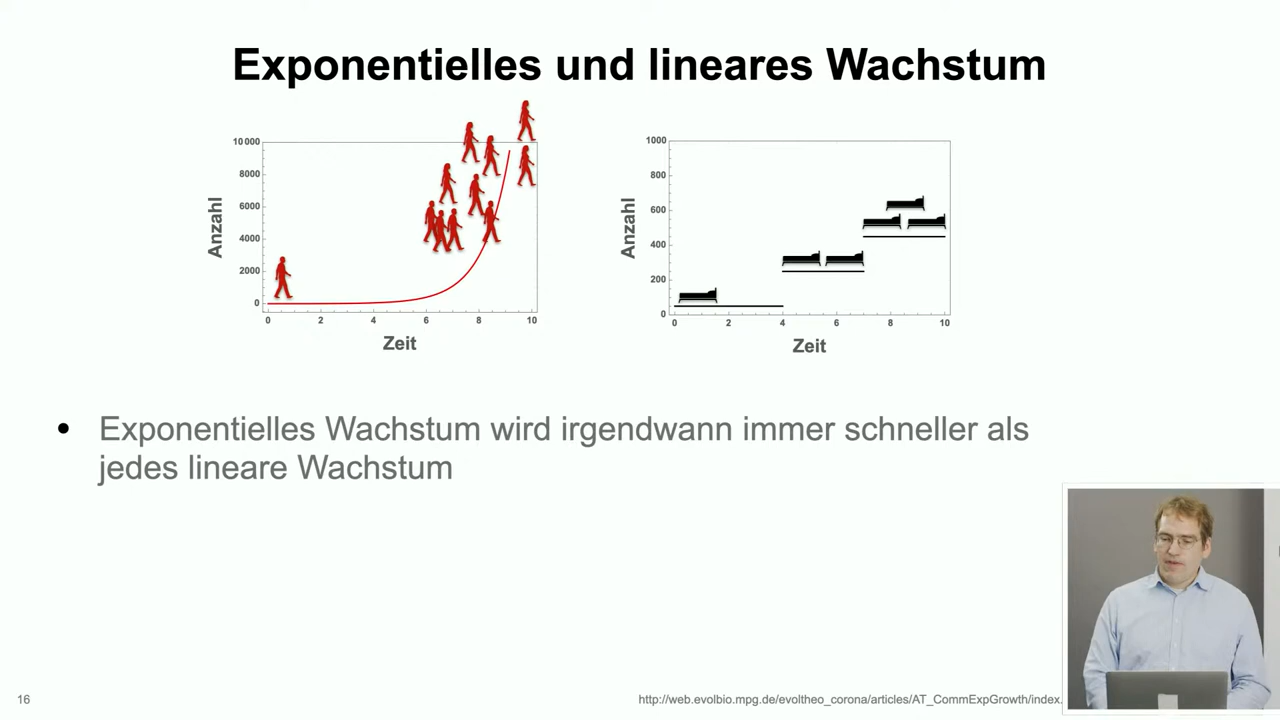 Exponentielles und lineares Wachstum
10000
8000
6000
4000
2000
0
0 2 4 6 8 10
Anzahl
Zeit
1000
800
600
400
200
0
0 2 4 6 8 10
Anzahl
Zeit
• Exponentielles Wachstum wird irgendwann immer schneller als
jedes lineare Wachstum
16
http://web.evolbio.mpg.de/evoltheo_corona/articles/AT_CommExpGrowth/index.